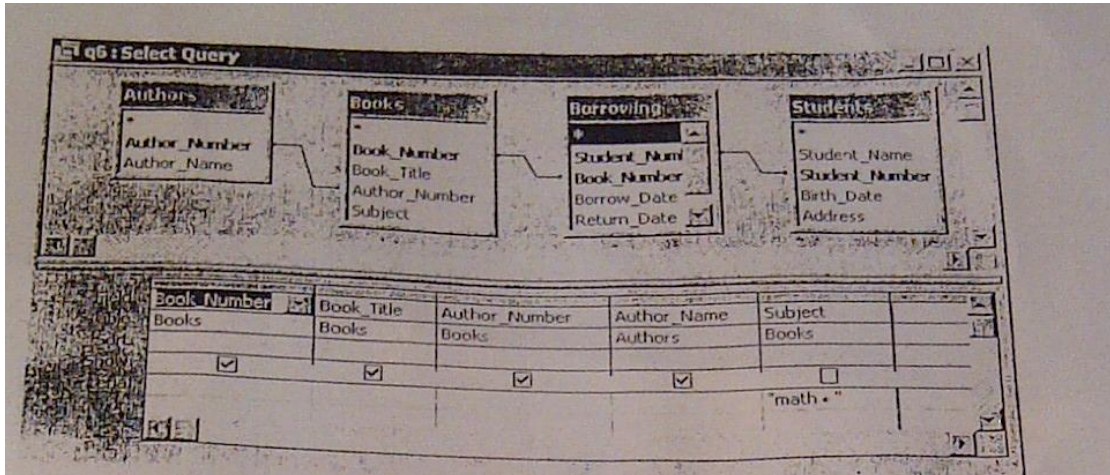 q6 : Select Query
Authors
*
Author_Number
Author_Name
Books
*
Book_Number
Book_Title
Author_Number
Subject
Borrowing
*
Student_Num
Book_Number
Borrow_Date
Return_Date
Students
*
Student_Name
Student_Number
Birth_Date
Address
Book_Number Book_Title Author_Number Author_Name Subject
Books Books Books Authors Books
"math * "